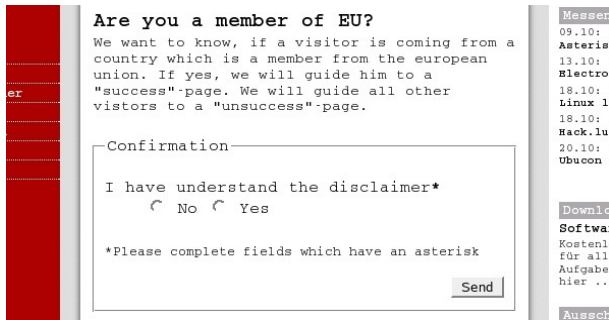 er
Are you a member of EU?
We want to know, if a visitor is coming from a
country which is a member from the european
union. If yes, we will guide him to a
"success"-page. We will guide all other
vistors to a "unsuccess"-page.
Confirmation
I have understand the disclaimer*
No Yes
*Please complete fields which have an asterisk
Send
09.10:
13.10:
18.10:
Linux
18.10:
Hack.lu
20.10:
Ubucon
Kostenl
für all
Aufgabe
hier ..